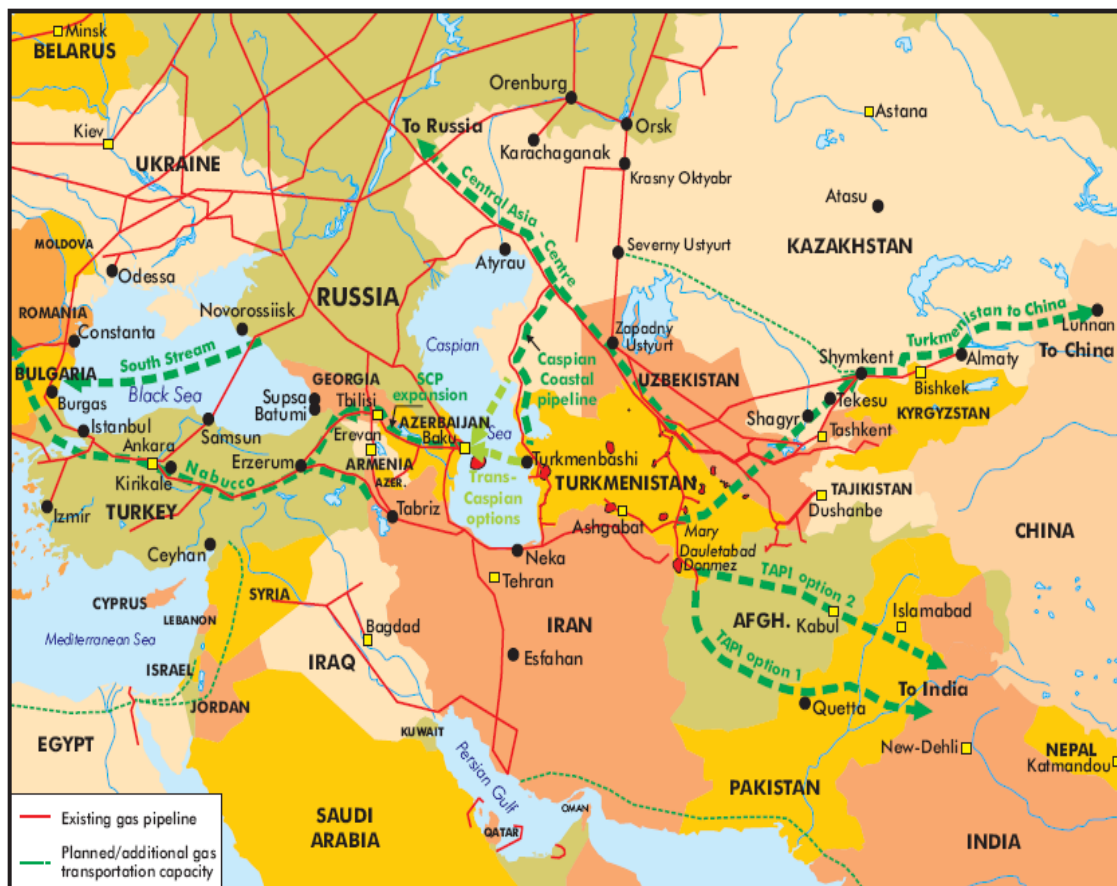 Minsk
BELARUS
Kiev
UKRAINE
MOLDOVA
Odessa
ROMANIA
Constanta
BULGARIA
Burgas
Istanbul
South Stream
Black Sea
Novorossiisk
RUSSIA
To Russia
Orenburg
Orsk
Karachaganak
Krasny Oktyabr
Astana
Atasu
KAZAKHSTAN
Central Asia - Centre
Severny Ustyurt
Atyrau
Caspian
Sea
Caspian
Coastal
pipeline
Zapadny
Ustyurt
UZBEKISTAN
Shymkent
Turkmenistan to China
Lunnan
To China
Almaty
Bishkek
KYRGYZSTAN
Tekesu
Shagyr
Tashkent
TAJIKISTAN
Dushanbe
CHINA
GEORGIA
Tbilisi
SCP
expansion
Supsa
Batumi
AZERBAIJAN
Baku
Erevan
ARMENIA
AZER.
Samsun
Ankara
Kirikale
Nabucco
Erzerum
TURKEY
Izmir
Ceyhan
Tabriz
Trans-
Caspian
options
Turkmenbashi
TURKMENISTAN
Ashgabat
Mary
Dauletabad
Donmez
Neka
Tehran
IRAN
Esfahan
TAPI option 2
AFGH.
Kabul
Islamabad
TAPI option 1
To India
Quetta
New-Dehli
NEPAL
Katmandou
PAKISTAN
INDIA
CYPRUS
SYRIA
LEBANON
Mediterranean Sea
ISRAEL
Bagdad
IRAQ
JORDAN
EGYPT
KUWAIT
Persian Gulf
SAUDI
ARABIA
QATAR
OMAN
Existing gas pipeline
Planned/additional gas
transportation capacity